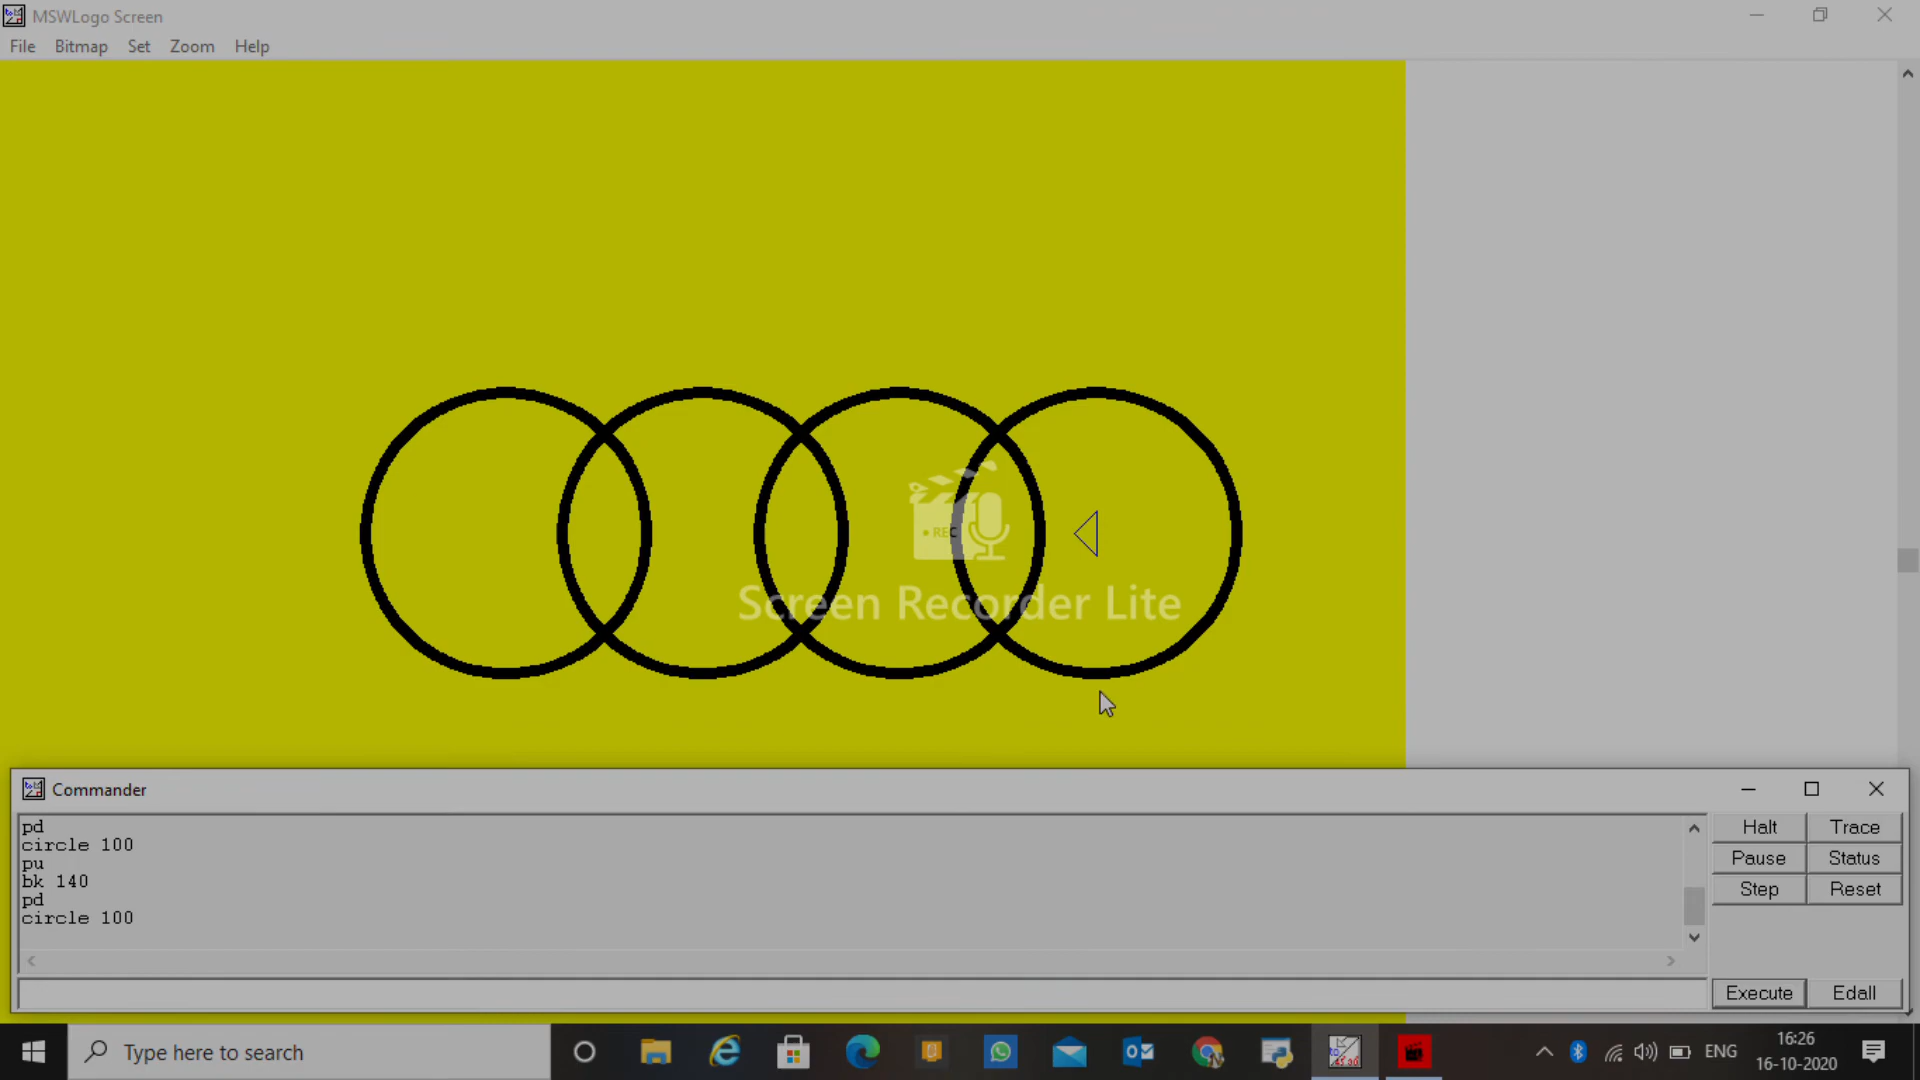 MSWLogo Screen
File Bitmap Set Zoom Help
REC
Screen Recorder Lite
Commander
pd
circle 100
pu
bk 140
pd
circle 100
Halt Trace
Pause Status
Step Reset
Execute Edall
Type here to search
ENG
16:26
16-10-2020